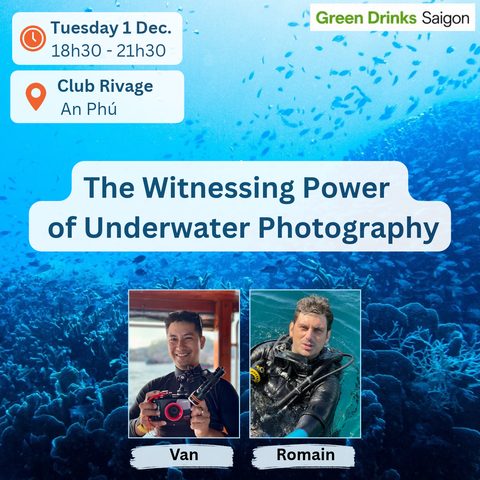 Tuesday 1 Dec.
18h30 - 21h30
Green Drinks Saigon
Club Rivage
An Phú
The Witnessing Power
of Underwater Photography
Van
Romain